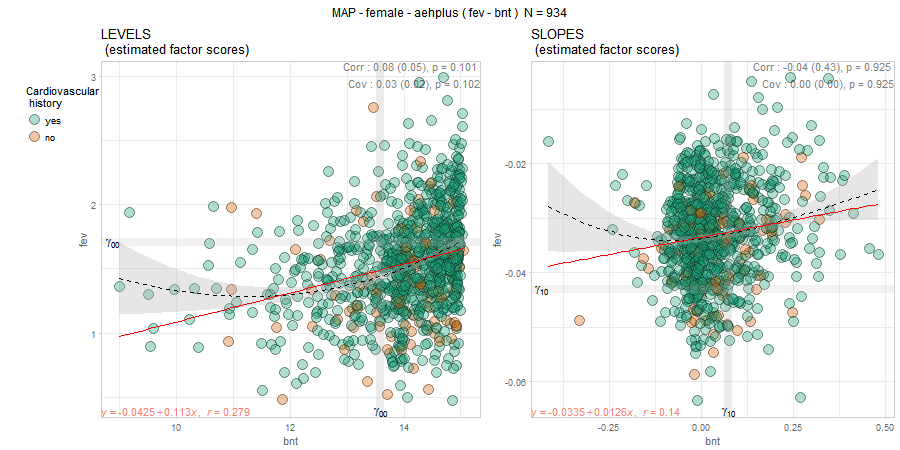 MAP - female - aehplus ( fev - bnt ) N = 934
LEVELS
(estimated factor scores)
Corr : 0.08 (0.05), p = 0.101
Cov : 0.03 (0.02), p = 0.102
Cardiovascular
history
yes
no
fev
3
2
1
γ00
γ00
y = −0.0425+0.113x, r = 0.279
10
12
14
bnt
SLOPES
(estimated factor scores)
Corr : -0.04 (0.43), p = 0.925
Cov : 0.00 (0.00), p = 0.925
fev
-0.02
-0.04
-0.06
γ10
γ10
y = −0.0335+0.0126x, r = 0.14
-0.25
0.00
0.25
0.50
bnt